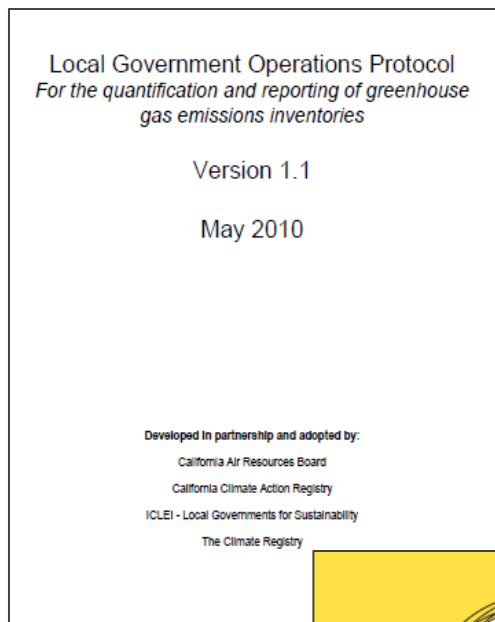 Local Government Operations Protocol
For the quantification and reporting of greenhouse
gas emissions inventories
Version 1.1
May 2010
Developed in partnership and adopted by:
California Air Resources Board
California Climate Action Registry
ICLEI - Local Governments for Sustainability
The Climate Registry